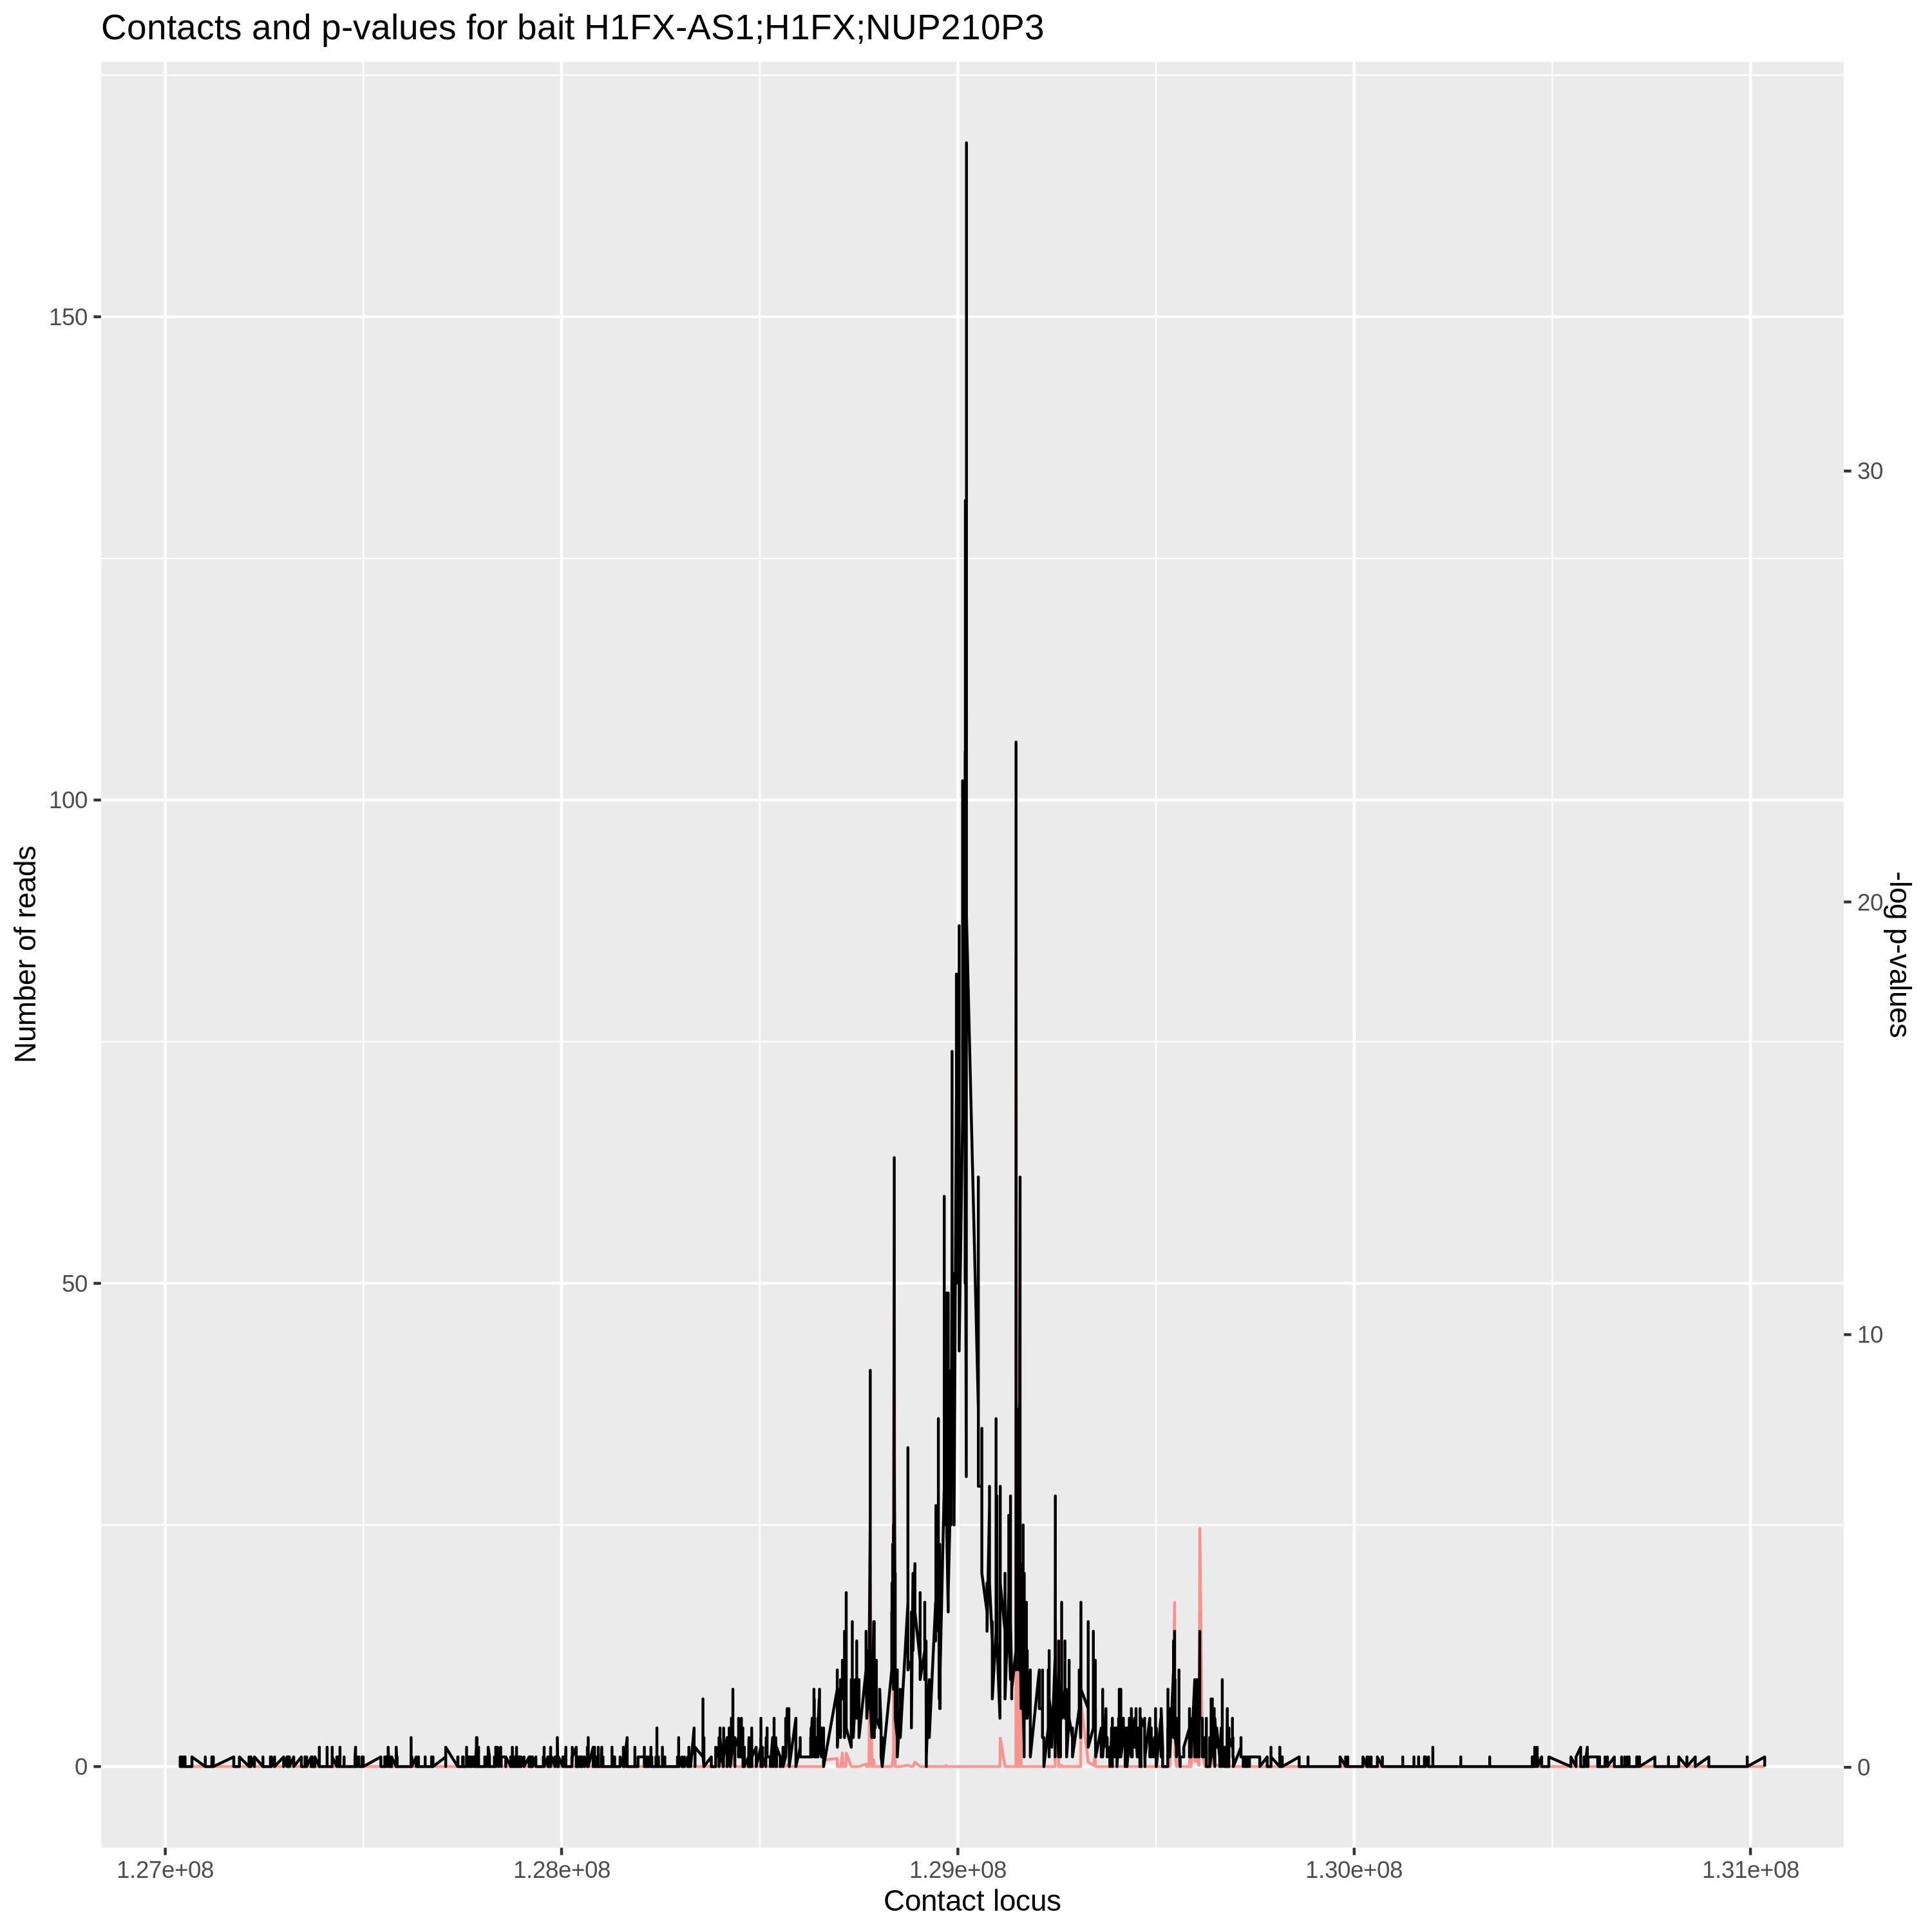 Contacts and p-values for bait H1FX-AS1;H1FX;NUP210P3
150
100
50
0
Number of reads
30
20
10
0
-log p-values
1.27e+08 1.28e+08 1.29e+08 1.30e+08 1.31e+08
Contact locus